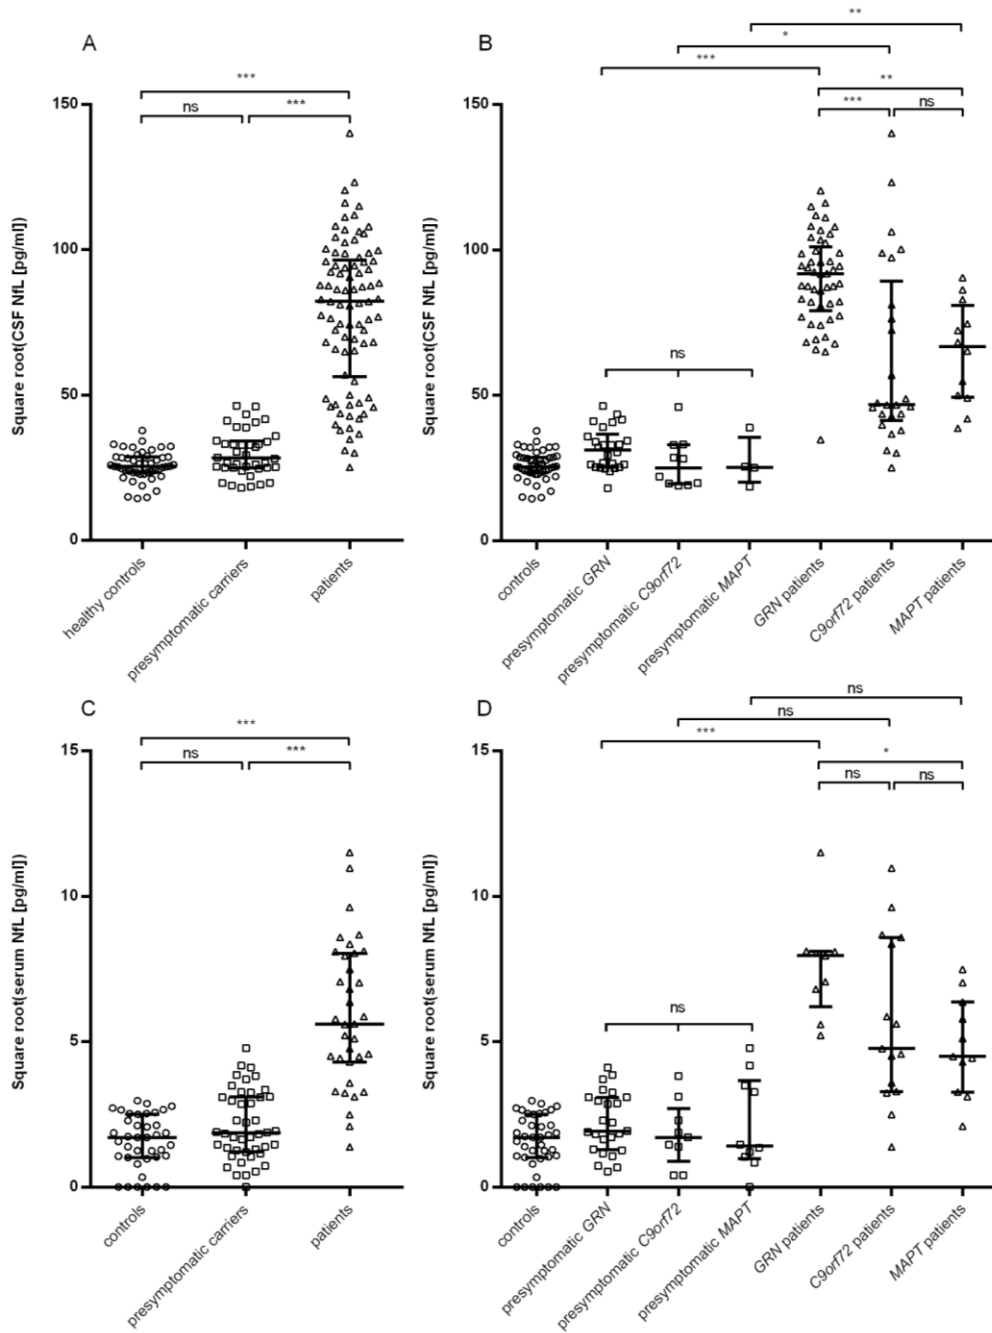 A
***
ns
***
150
100
50
0
Square root(CSF NfL [pg/ml])
healthy controls
presymptomatic carriers
patients
B
**
*
***
**
***
ns
150
100
50
0
ns
Square root(CSF NfL [pg/ml])
controls
presymptomatic GRN
presymptomatic C9orf72
presymptomatic MAPT
GRN patients
C9orf72 patients
MAPT patients
C
***
ns
***
15
10
5
0
Square root(serum NfL [pg/ml])
controls
presymptomatic carriers
patients
D
ns
ns
***
*
ns
ns
15
10
5
0
ns
Square root(serum NfL [pg/ml])
controls
presymptomatic GRN
presymptomatic C9orf72
presymptomatic MAPT
GRN patients
C9orf72 patients
MAPT patients